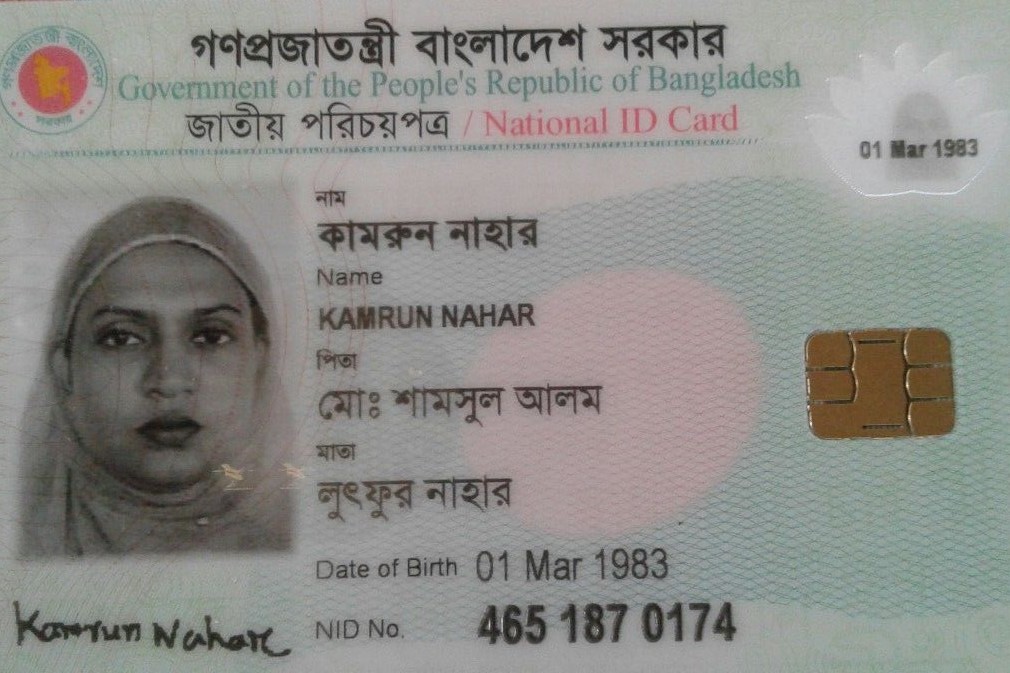 গণপ্রজাতন্ত্রী বাংলাদেশ সরকার
Government of the People's Republic of Bangladesh
জাতীয় পরিচয়পত্র / National ID Card
01 Mar 1983
নাম
কামরুন নাহার
Name
KAMRUN NAHAR
পিতা
মোঃ শামসুল আলম
মাতা
লুৎফুর নাহার
Date of Birth 01 Mar 1983
Kamrun Nahar
NID No. 465 187 0174